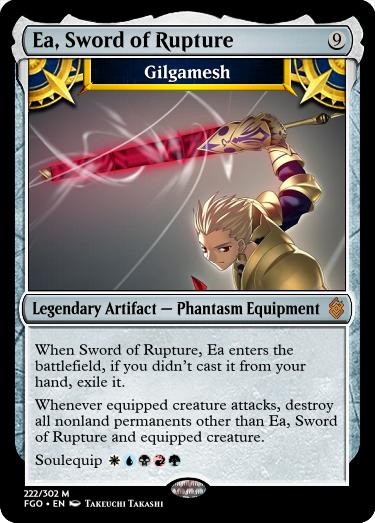 Ea, Sword of Rupture 9
Gilgamesh
Legendary Artifact — Phantasm Equipment
When Sword of Rupture, Ea enters the
battlefield, if you didn't cast it from your
hand, exile it.
Whenever equipped creature attacks, destroy
all nonland permanents other than Ea, Sword
of Rupture and equipped creature.
Soulequip
222/302 M
FGO • EN Takeuchi Takashi